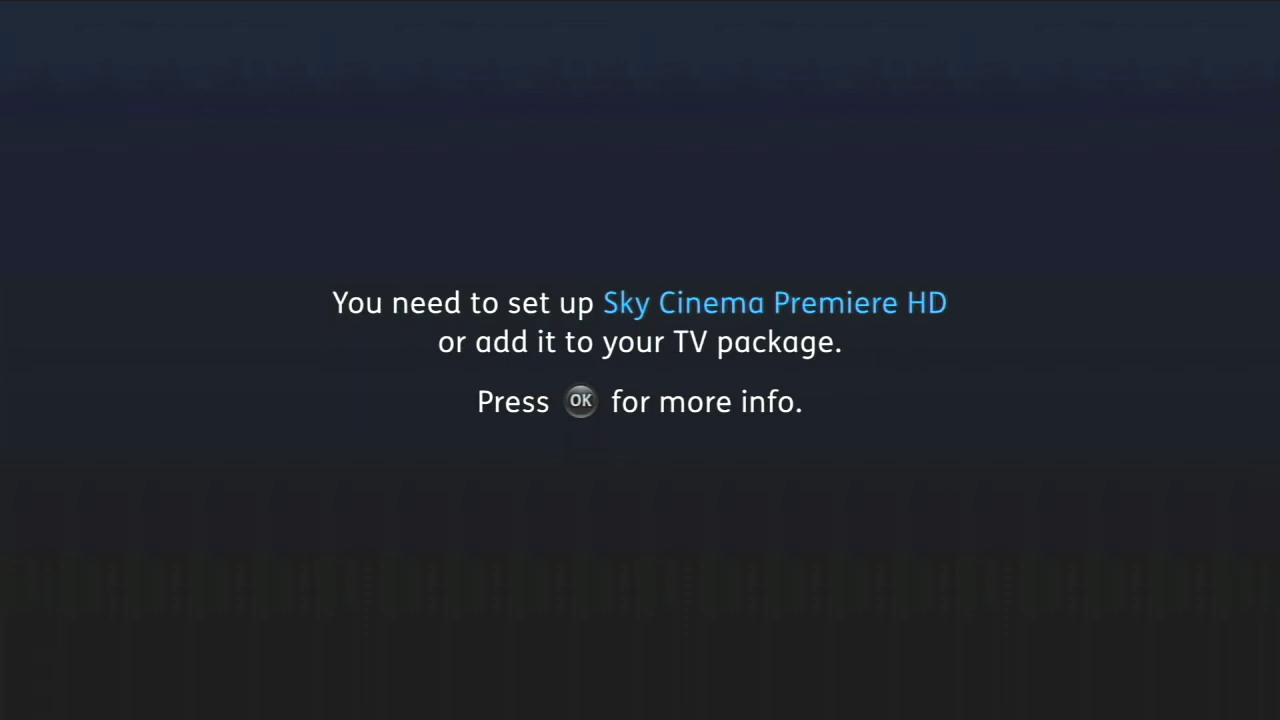 You need to set up Sky Cinema Premiere HD
or add it to your TV package.
Press OK for more info.